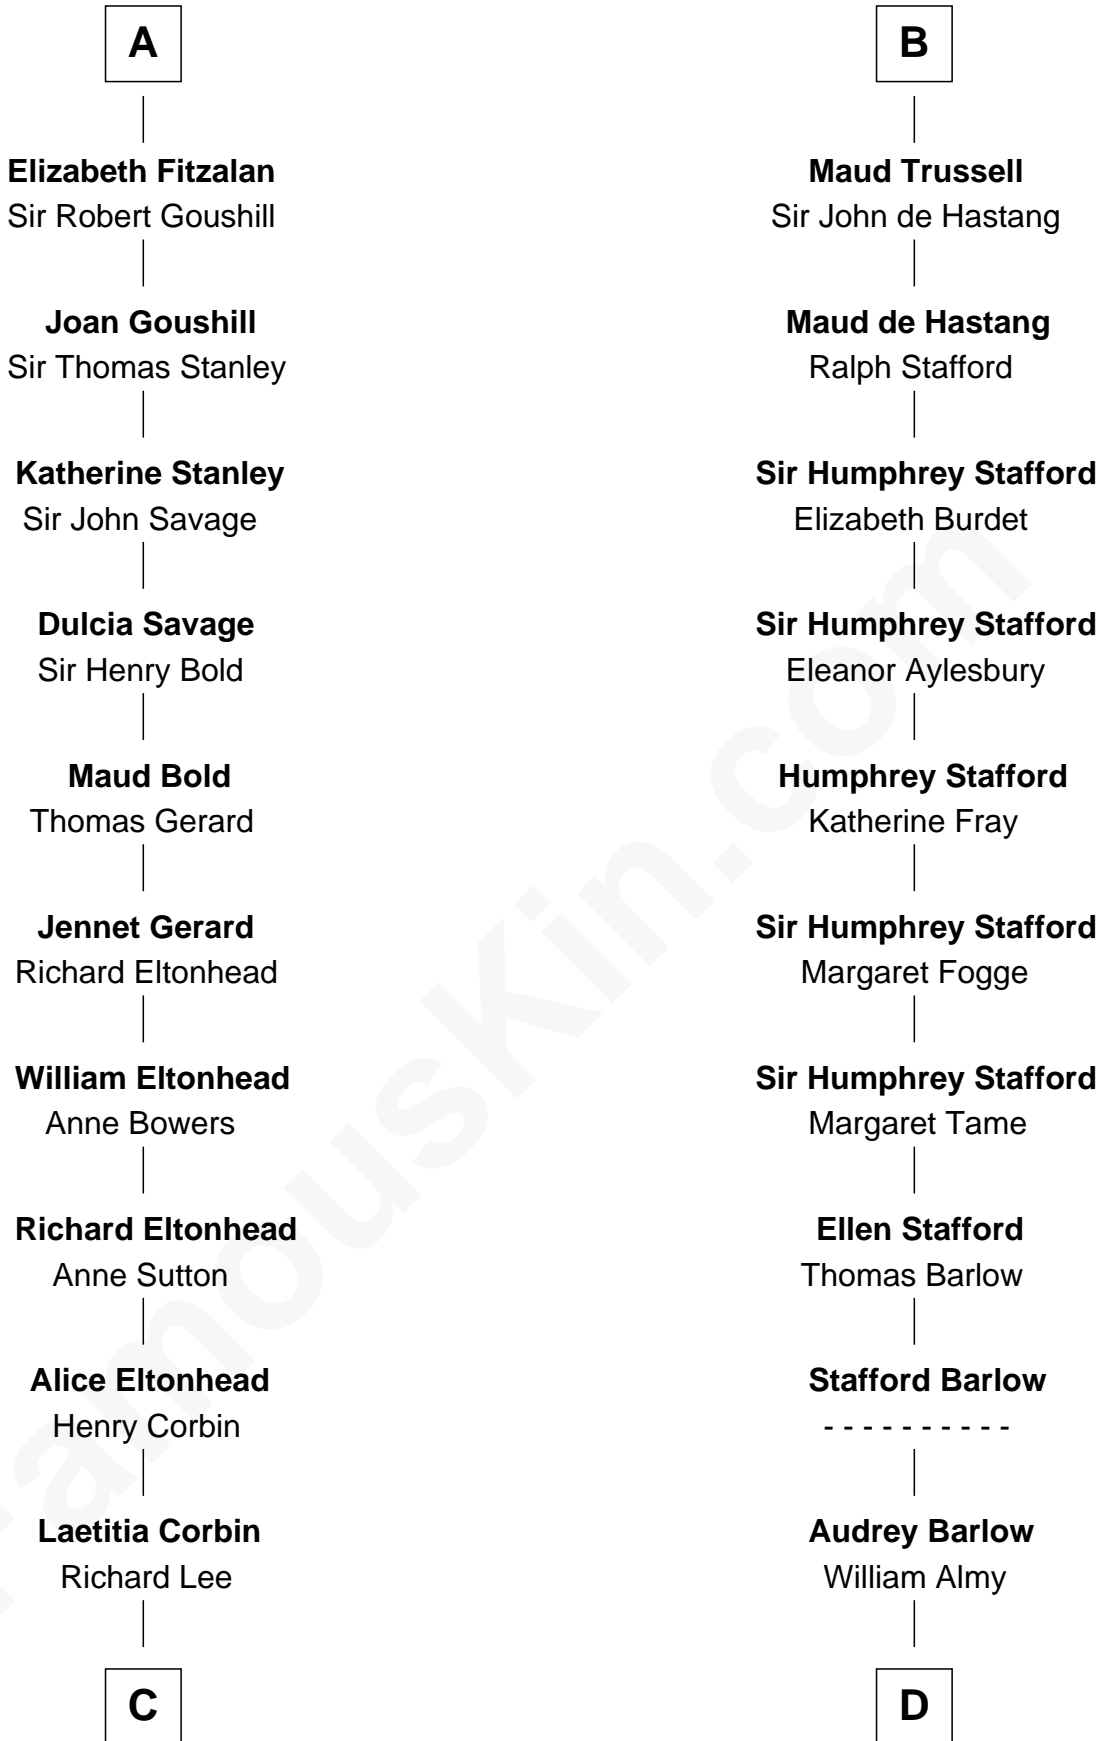 A
Elizabeth Fitzalan
Sir Robert Goushill
Joan Goushill
Sir Thomas Stanley
Katherine Stanley
Sir John Savage
Dulcia Savage
Sir Henry Bold
Maud Bold
Thomas Gerard
Jennet Gerard
Richard Eltonhead
William Eltonhead
Anne Bowers
Richard Eltonhead
Anne Sutton
Alice Eltonhead
Henry Corbin
Laetitia Corbin
Richard Lee
C
B
Maud Trussell
Sir John de Hastang
Maud de Hastang
Ralph Stafford
Sir Humphrey Stafford
Elizabeth Burdet
Sir Humphrey Stafford
Eleanor Aylesbury
Humphrey Stafford
Katherine Fray
Sir Humphrey Stafford
Margaret Fogge
Sir Humphrey Stafford
Margaret Tame
Ellen Stafford
Thomas Barlow
Stafford Barlow
- - - - - - - - - -
Audrey Barlow
William Almy
D
FamousKin.com